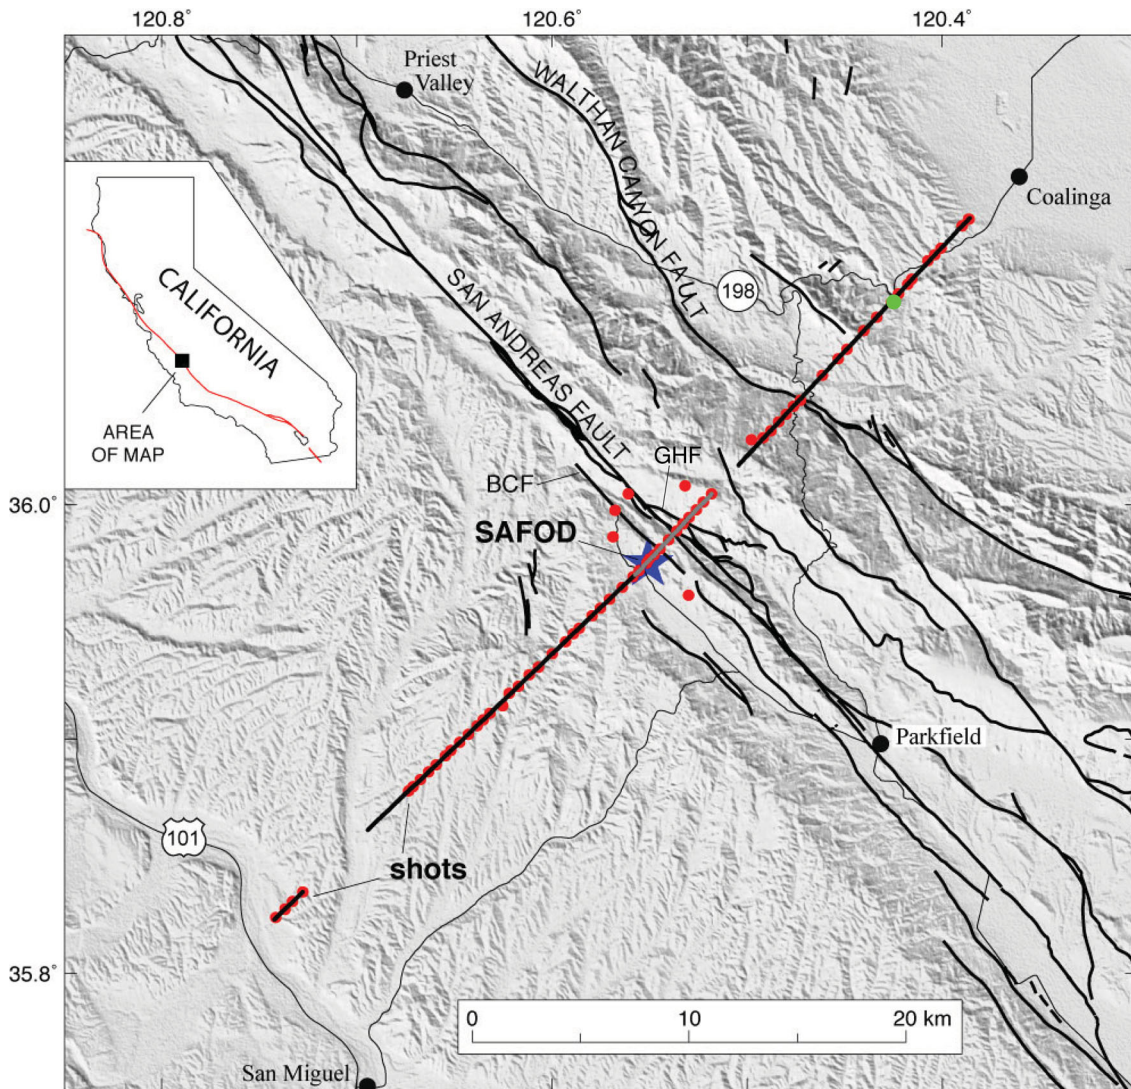 120.8˚
120.6˚
120.4˚
Priest
Valley
WALTHAN CANYON FAULT
Coalinga
CALIFORNIA
198
SAN ANDREAS FAULT
AREA
OF MAP
GHF
BCF
36.0˚
SAFOD
Parkfield
101
shots
35.8˚
0
10
20 km
San Miguel